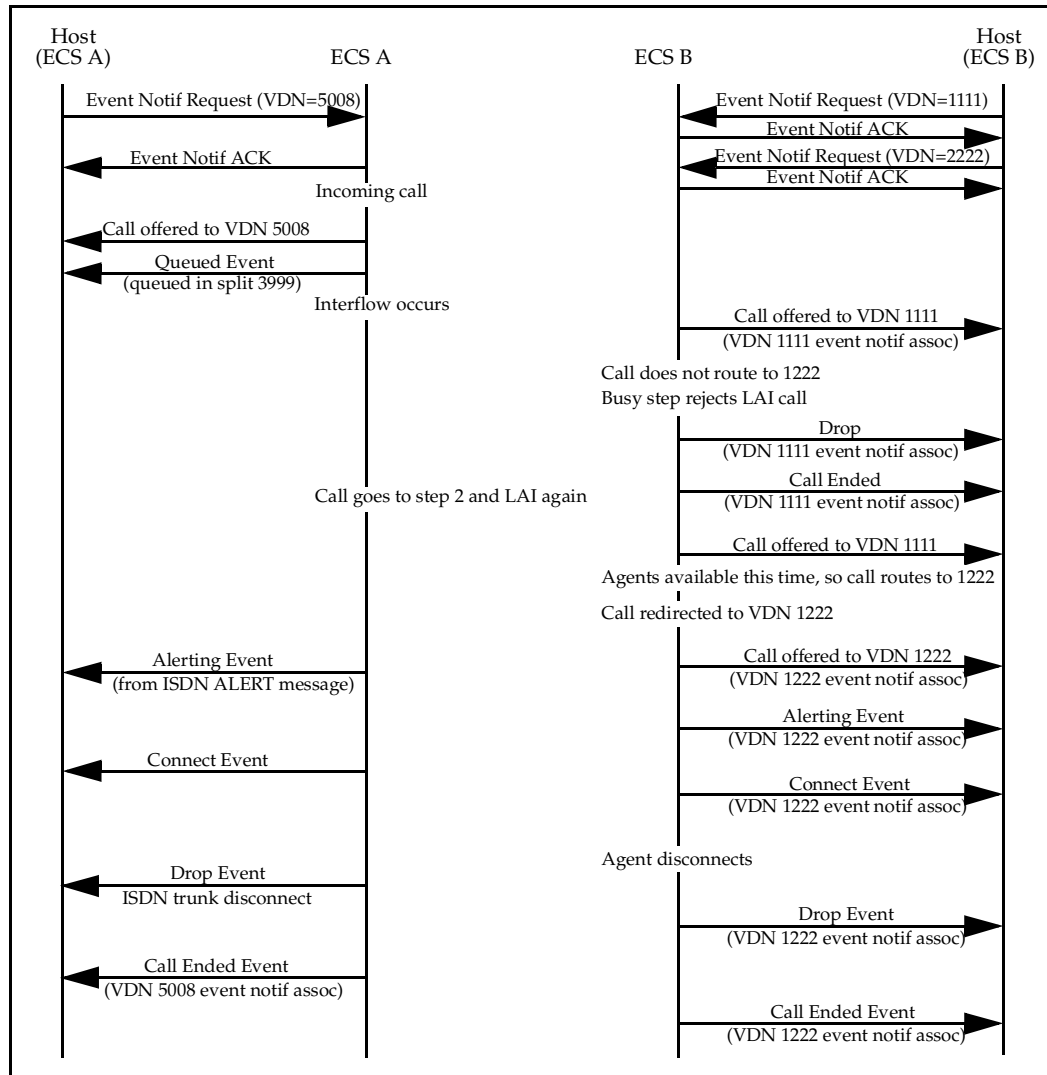 Host
(ECS A)
ECS A
ECS B
Host
(ECS B)
Event Notif Request (VDN=5008)
Event Notif Request (VDN=1111)
Event Notif ACK
Event Notif ACK
Event Notif Request (VDN=2222)
Event Notif ACK
Incoming call
Call offered to VDN 5008
Queued Event
(queued in split 3999)
Interflow occurs
Call offered to VDN 1111
(VDN 1111 event notif assoc)
Call does not route to 1222
Busy step rejects LAI call
Drop
(VDN 1111 event notif assoc)
Call Ended
(VDN 1111 event notif assoc)
Call goes to step 2 and LAI again
Call offered to VDN 1111
Agents available this time, so call routes to 1222
Call redirected to VDN 1222
Alerting Event
(from ISDN ALERT message)
Call offered to VDN 1222
(VDN 1222 event notif assoc)
Alerting Event
(VDN 1222 event notif assoc)
Connect Event
Connect Event
(VDN 1222 event notif assoc)
Agent disconnects
Drop Event
ISDN trunk disconnect
Drop Event
(VDN 1222 event notif assoc)
Call Ended Event
(VDN 5008 event notif assoc)
Call Ended Event
(VDN 1222 event notif assoc)